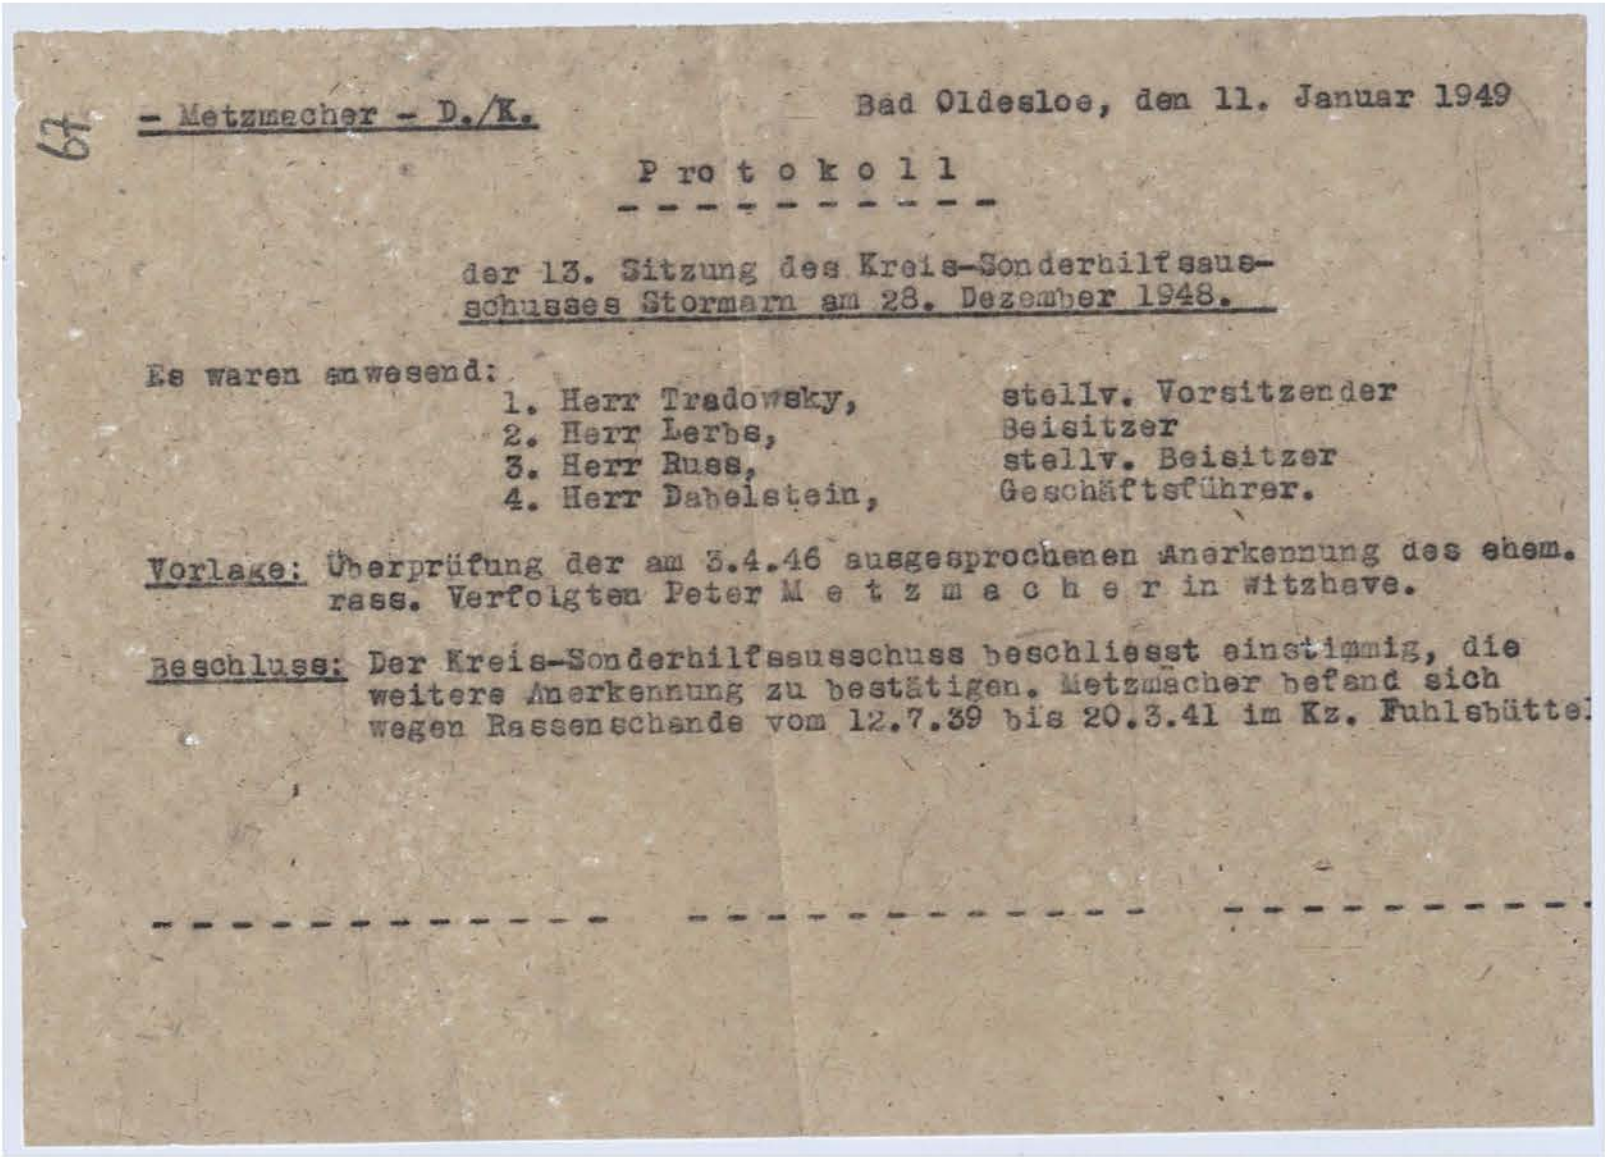 67
- Metzmacher - D./K.
Bad Oldesloe, den 11. Januar 1949
P r o t o k o l l
- - - - - - - - - -
der 13. Sitzung des Kreis-Sonderhilfsaus-
schusses Stormarn am 28. Dezember 1948.
Es waren anwesend:
1. Herr Tradowsky, stellv. Vorsitzender
2. Herr Lerbs, Beisitzer
3. Herr Russ, stellv. Beisitzer
4. Herr Dabelstein, Geschäftsführer.
Vorlage: Überprüfung der am 3.4.46 ausgesprochenen Anerkennung des ehem.
rass. Verfolgten Peter M e t z m a c h e r in Witzhave.
Beschluss: Der Kreis-Sonderhilfsausschuss beschliesst einstimmig, die
weitere Anerkennung zu bestätigen. Metzmacher befand sich
wegen Rassenschande vom 12.7.39 bis 20.3.41 im Kz. Fuhlsbüttel
- - - - - - - - - - - - - - - - - - - - - - - - - - - - - - - - - -